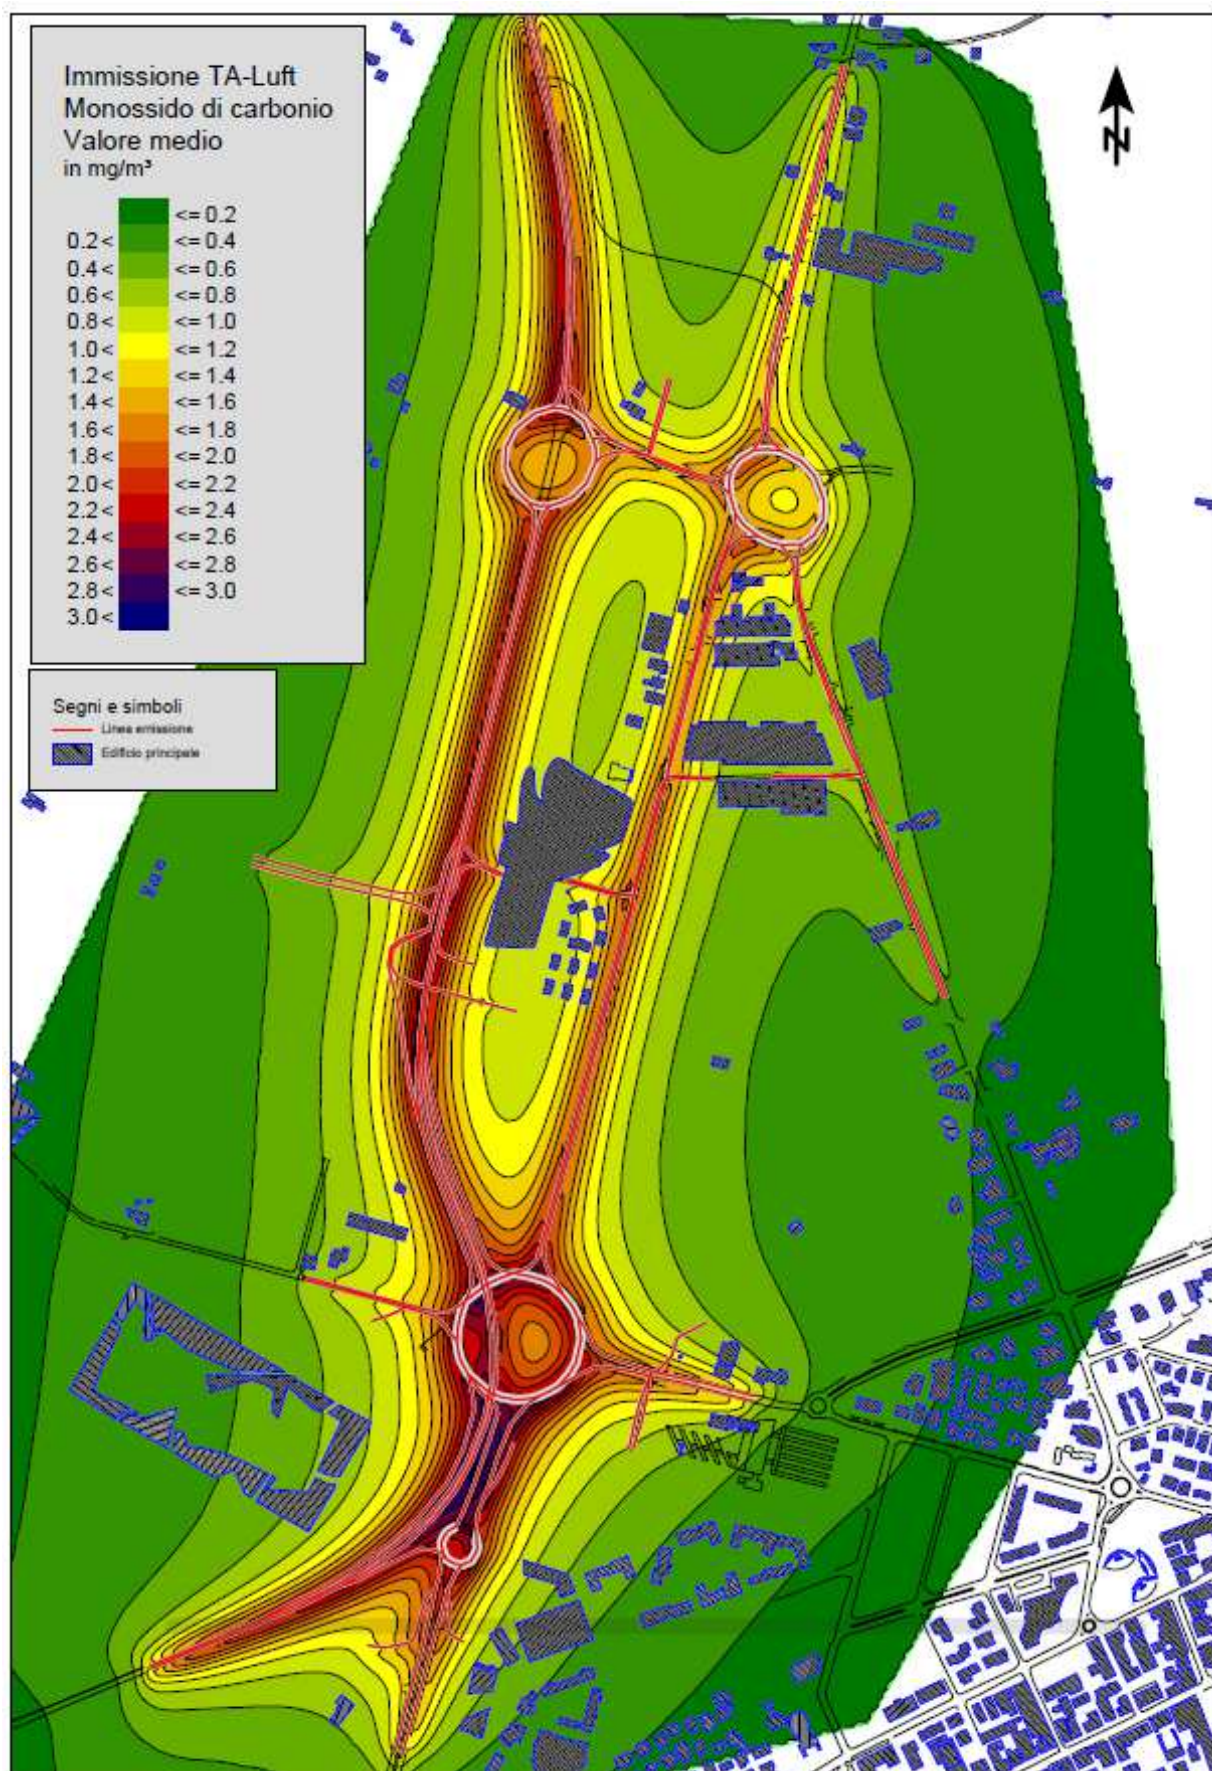 Immissione TA-Luft
Monossido di carbonio
Valore medio
in mg/m³
<= 0.2
0.2 < <= 0.4
0.4 < <= 0.6
0.6 < <= 0.8
0.8 < <= 1.0
1.0 < <= 1.2
1.2 < <= 1.4
1.4 < <= 1.6
1.6 < <= 1.8
1.8 < <= 2.0
2.0 < <= 2.2
2.2 < <= 2.4
2.4 < <= 2.6
2.6 < <= 2.8
2.8 < <= 3.0
3.0 <
Segni e simboli
Linea emissione
Edificio principale
N